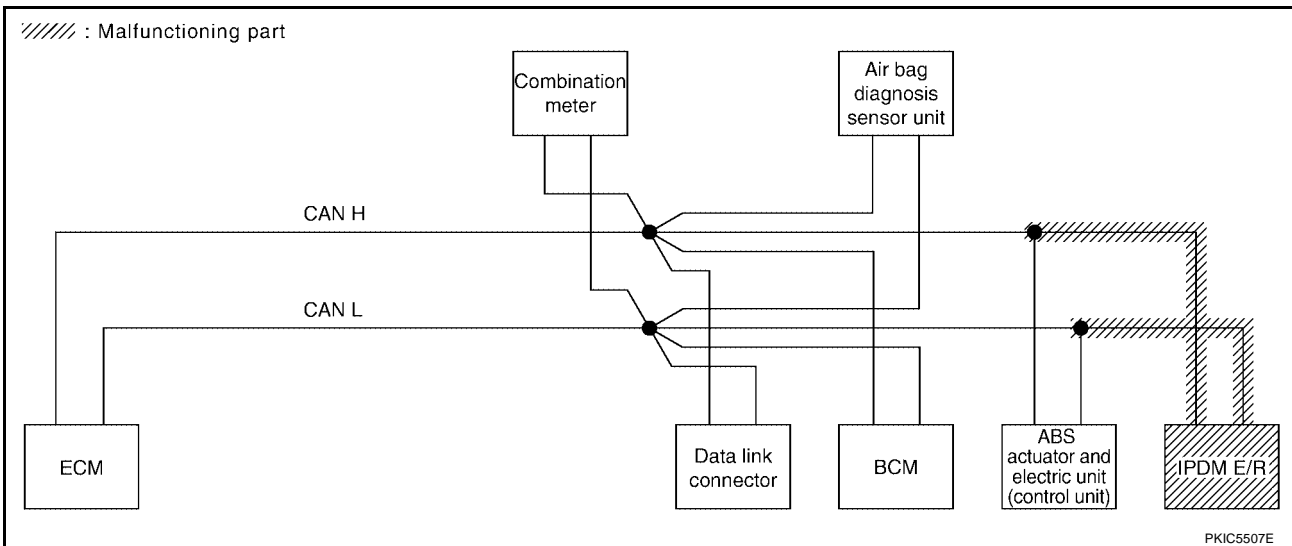 : Malfunctioning part
Combination
meter
Air bag
diagnosis
sensor unit
CAN H
CAN L
ECM
Data link
connector
BCM
ABS
actuator and
electric unit
(control unit)
IPDM E/R
PKIC5507E